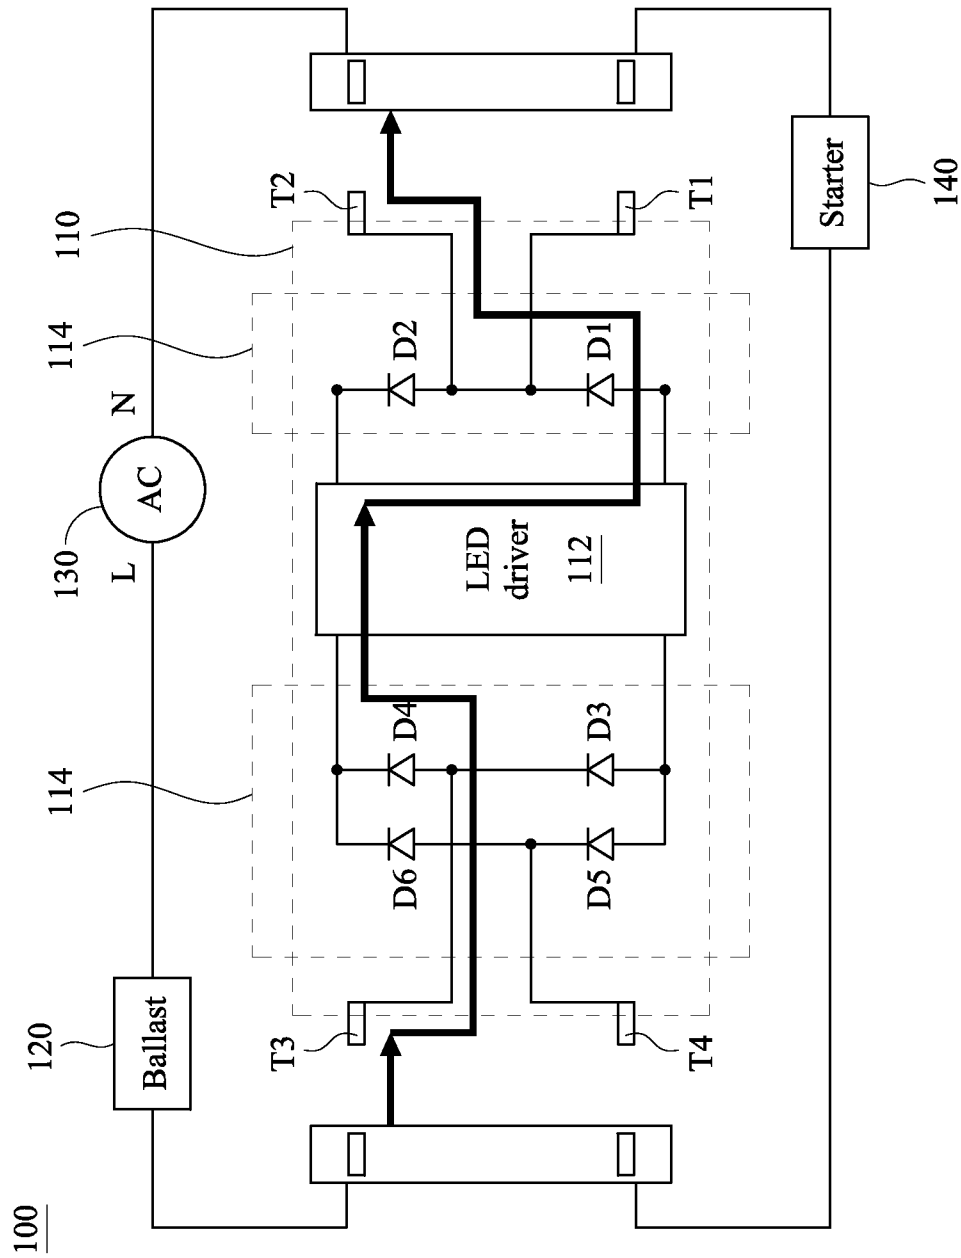 100
120
Ballast
130
L
AC
N
110
114
114
T3
T2
D6
D4
D2
LED
driver
112
D5
D3
D1
T4
T1
Starter
140